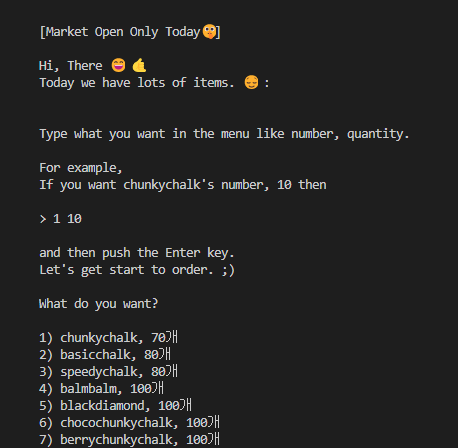 [Market Open Only Today🤫]
Hi, There 😄 🤙
Today we have lots of items. 😌 :
Type what you want in the menu like number, quantity.
For example,
If you want chunkychalk's number, 10 then
> 1 10
and then push the Enter key.
Let's get start to order. ;)
What do you want?
1) chunkychalk, 70개
2) basicchalk, 80개
3) speedychalk, 80개
4) balmbalm, 100개
5) blackdiamond, 100개
6) chocochunkychalk, 100개
7) berrychunkychalk, 100개